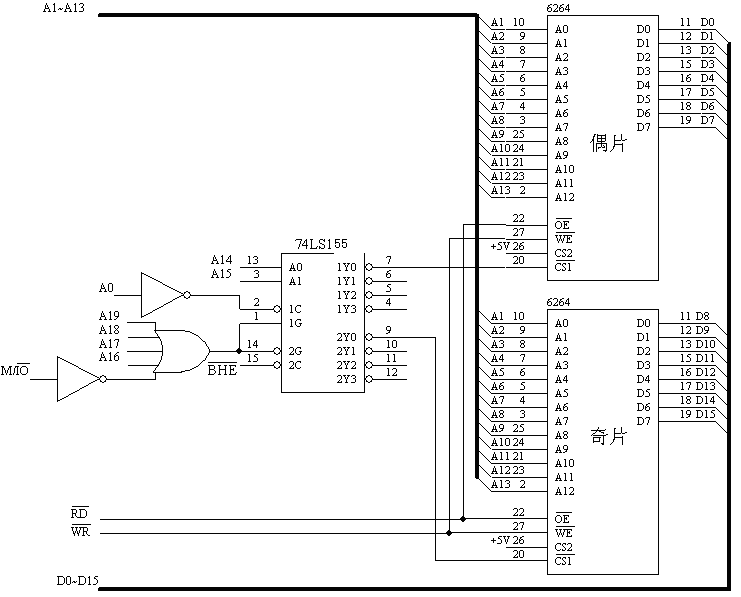 A1~A13
6264
A1 10 A0 D0 11 D0
A2 9 A1 D1 12 D1
A3 8 A2 D2 13 D2
A4 7 A3 D3 15 D3
A5 6 A4 D4 16 D4
A6 5 A5 D5 17 D5
A7 4 A6 D6 18 D6
A8 3 A7 D7 19 D7
A9 25 A8
A10 24 A9
A11 21 A10
A12 23 A11
A13 2 A12
偶片
22 OE
27 WE
+5V 26 CS2
20 CS1
74LS155
A14 13 A0 1Y0 7
A15 3 A1 1Y1 6
1Y2 5
A0 2 1C 1Y3 4
1 1G
A19
A18
A17
A16
M/IO
14 2G
BHE 15 2C
2Y0 9
2Y1 10
2Y2 11
2Y3 12
6264
A1 10 A0 D0 11 D8
A2 9 A1 D1 12 D9
A3 8 A2 D2 13 D10
A4 7 A3 D3 15 D11
A5 6 A4 D4 16 D12
A6 5 A5 D5 17 D13
A7 4 A6 D6 18 D14
A8 3 A7 D7 19 D15
A9 25 A8
A10 24 A9
A11 21 A10
A12 23 A11
A13 2 A12
奇片
RD
WR
22 OE
27 WE
+5V 26 CS2
20 CS1
D0~D15